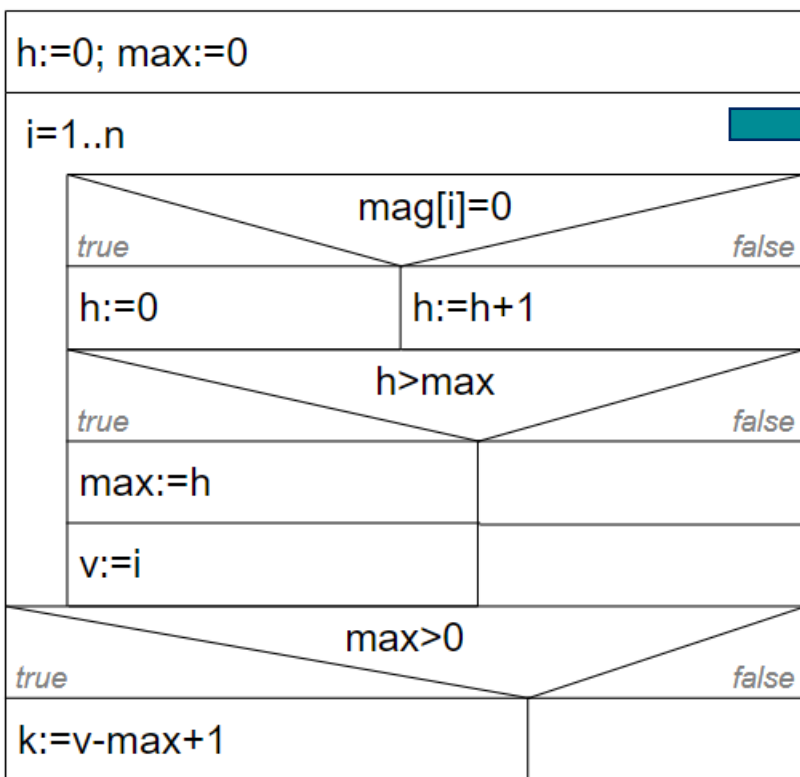 h:=0; max:=0
i=1..n
mag[i]=0
true
false
h:=0
h:=h+1
h>max
true
false
max:=h
v:=i
max>0
true
false
k:=v-max+1